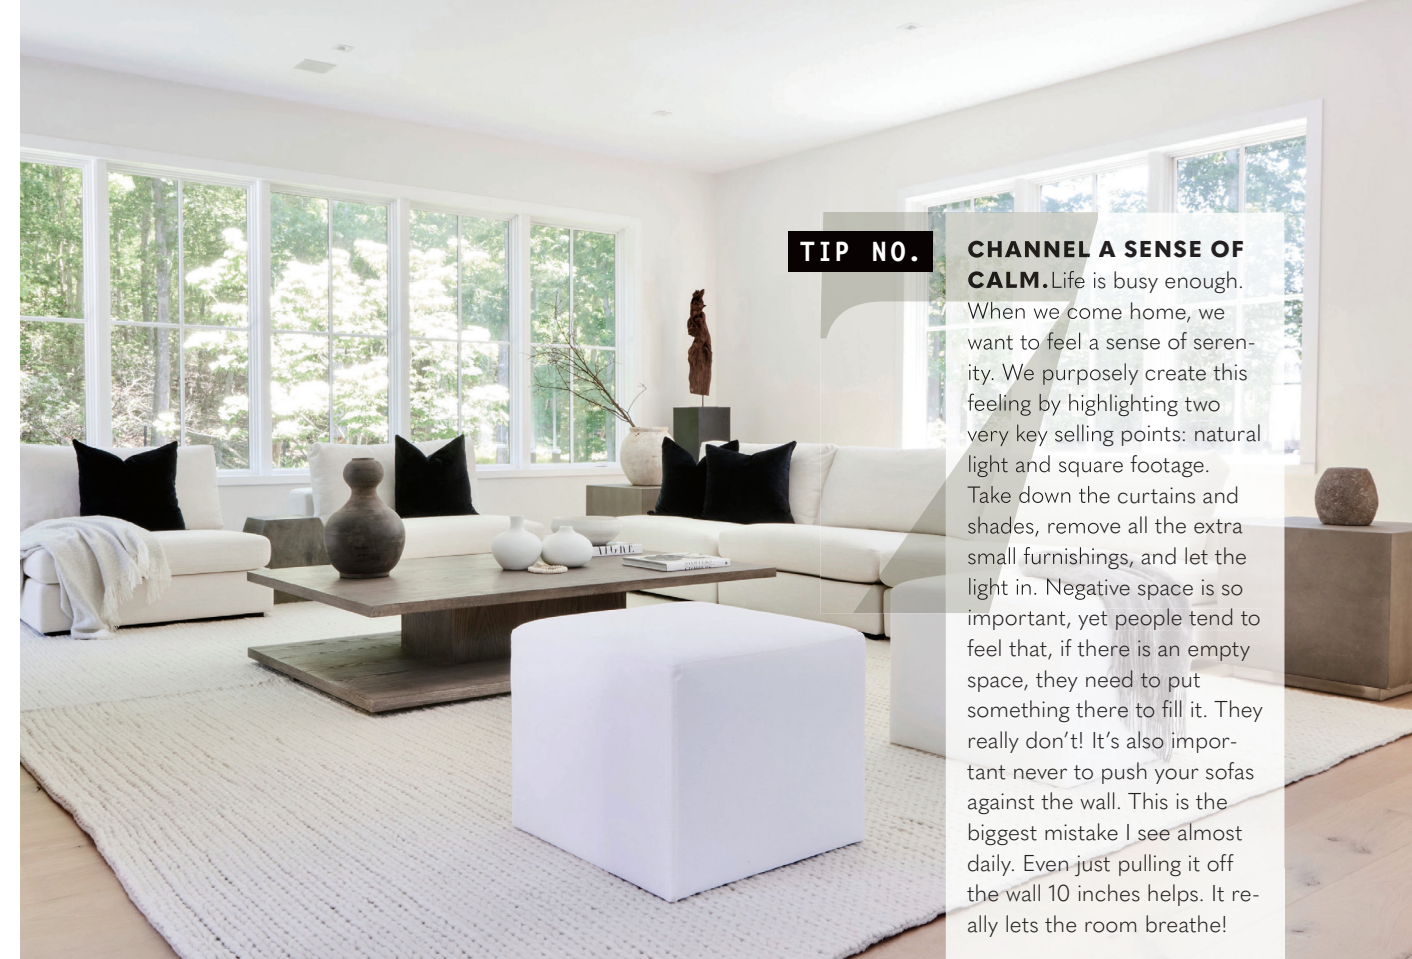 TIP NO.
7
CHANNEL A SENSE OF
CALM. Life is busy enough.
When we come home, we
want to feel a sense of seren-
ity. We purposely create this
feeling by highlighting two
very key selling points: natural
light and square footage.
Take down the curtains and
shades, remove all the extra
small furnishings, and let the
light in. Negative space is so
important, yet people tend to
feel that, if there is an empty
space, they need to put
something there to fill it. They
really don’t! It’s also impor-
tant never to push your sofas
against the wall. This is the
biggest mistake I see almost
daily. Even just pulling it off
the wall 10 inches helps. It re-
ally lets the room breathe!